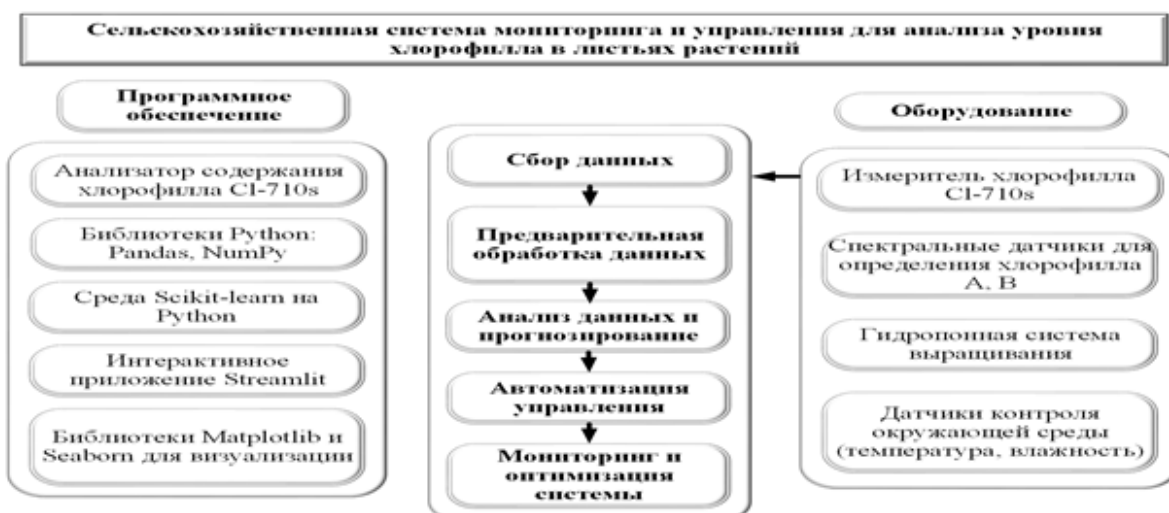 Сельскохозяйственная система мониторинга и управления для анализа уровня
хлорофилла в листьях растений
Программное
обеспечение
Анализатор содержания
хлорофилла Cl-710s
Библиотеки Python:
Pandas, NumPy
Среда Scikit-learn на
Python
Интерактивное
приложение Streamlit
Библиотеки Matplotlib и
Seaborn для визуализации
Сбор данных
Предварительная
обработка данных
Анализ данных и
прогнозирование
Автоматизация
управления
Мониторинг и
оптимизация
системы
Оборудование
Измеритель хлорофилла
Cl-710s
Спектральные датчики для
определения хлорофилла
А, В
Гидропонная система
выращивания
Датчики контроля
окружающей среды
(температура, влажность)